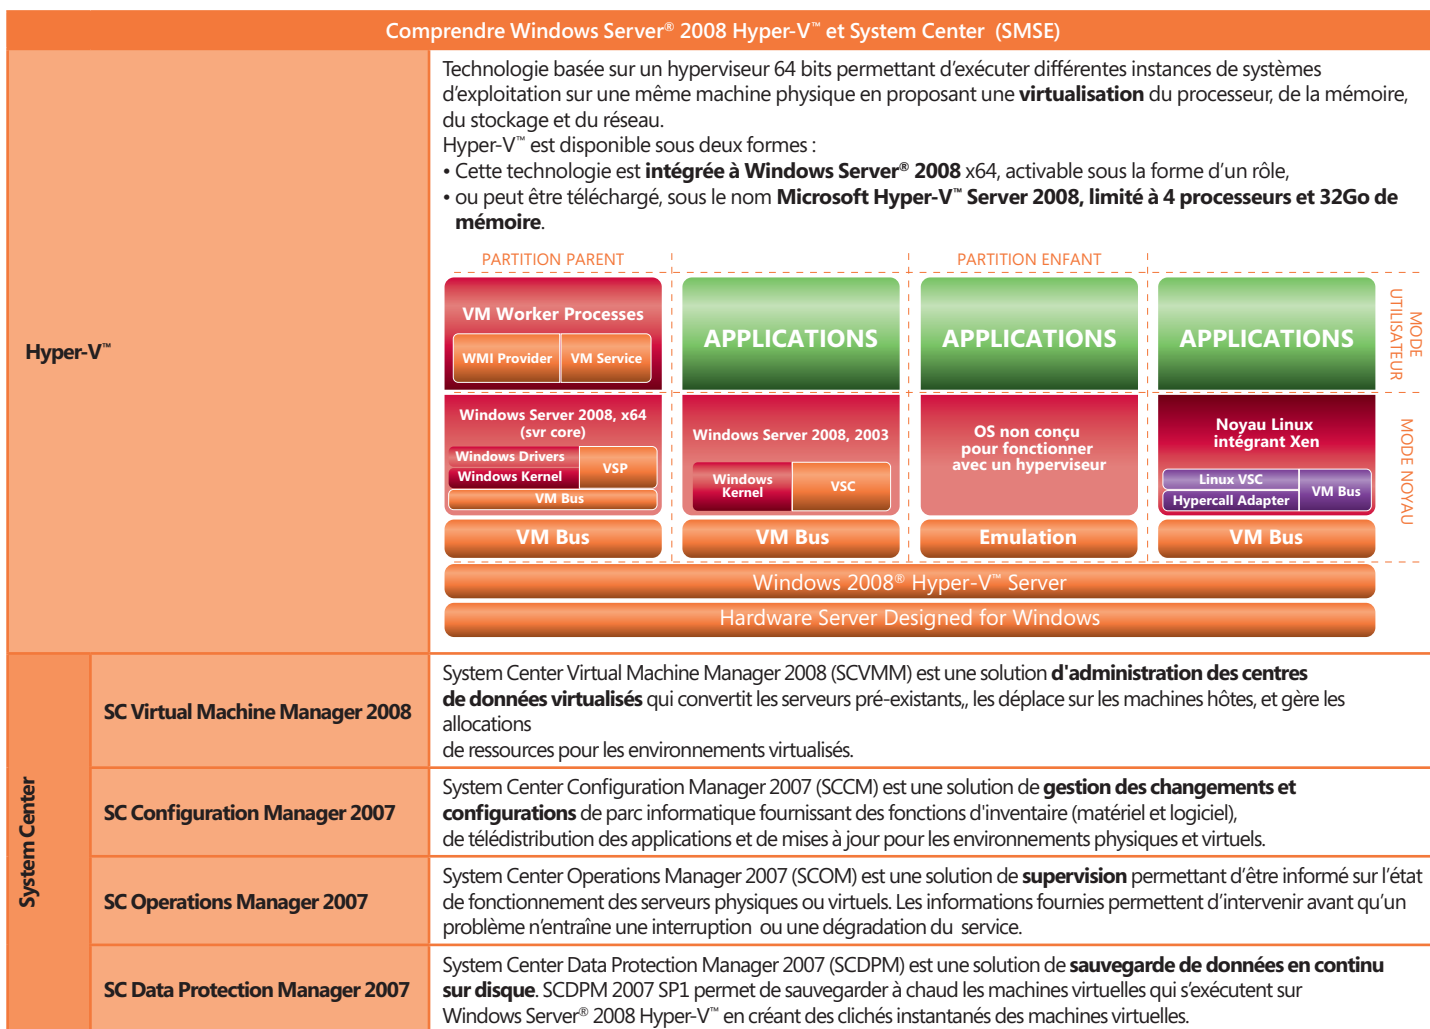 Comprendre Windows Server® 2008 Hyper-V™ et System Center (SMSE)
Hyper-V™
Technologie basée sur un hyperviseur 64 bits permettant d'exécuter différentes instances de systèmes
d'exploitation sur une même machine physique en proposant une virtualisation du processeur, de la mémoire,
du stockage et du réseau.
Hyper-V™ est disponible sous deux formes :
• Cette technologie est intégrée à Windows Server® 2008 x64, activable sous la forme d'un rôle,
• ou peut être téléchargé, sous le nom Microsoft Hyper-V™ Server 2008, limité à 4 processeurs et 32Go de
mémoire.
PARTITION PARENT
PARTITION ENFANT
VM Worker Processes
WMI Provider
VM Service
APPLICATIONS
APPLICATIONS
APPLICATIONS
MODE
UTILISATEUR
Windows Server 2008, x64
(svr core)
Windows Drivers
Windows Kernel
VSP
VM Bus
Windows Server 2008, 2003
Windows
Kernel
VSC
OS non conçu
pour fonctionner
avec un hyperviseur
Noyau Linux
intégrant Xen
Linux VSC
Hypercall Adapter
VM Bus
MODE NOYAU
VM Bus
VM Bus
Emulation
VM Bus
Windows 2008® Hyper-V™ Server
Hardware Server Designed for Windows
System Center
SC Virtual Machine Manager 2008
System Center Virtual Machine Manager 2008 (SCVMM) est une solution d'administration des centres
de données virtualisés qui convertit les serveurs pré-existants,, les déplace sur les machines hôtes, et gère les
allocations
de ressources pour les environnements virtualisés.
SC Configuration Manager 2007
System Center Configuration Manager 2007 (SCCM) est une solution de gestion des changements et
configurations de parc informatique fournissant des fonctions d'inventaire (matériel et logiciel),
de télédistribution des applications et de mises à jour pour les environnements physiques et virtuels.
SC Operations Manager 2007
System Center Operations Manager 2007 (SCOM) est une solution de supervision permettant d'être informé sur l'état
de fonctionnement des serveurs physiques ou virtuels. Les informations fournies permettent d'intervenir avant qu'un
problème n'entraîne une interruption ou une dégradation du service.
SC Data Protection Manager 2007
System Center Data Protection Manager 2007 (SCDPM) est une solution de sauvegarde de données en continu
sur disque. SCDPM 2007 SP1 permet de sauvegarder à chaud les machines virtuelles qui s'exécutent sur
Windows Server® 2008 Hyper-V™ en créant des clichés instantanés des machines virtuelles.